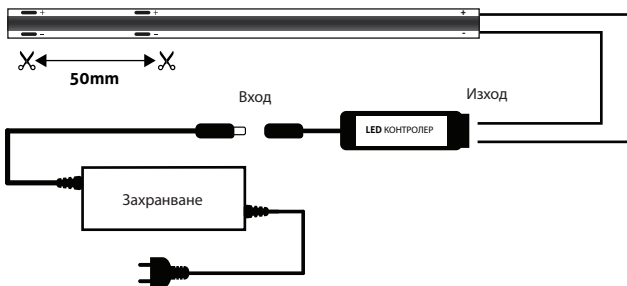 + + +
− − -
50mm
Вход
Изход
LED КОНТРОЛЕР
Захранване